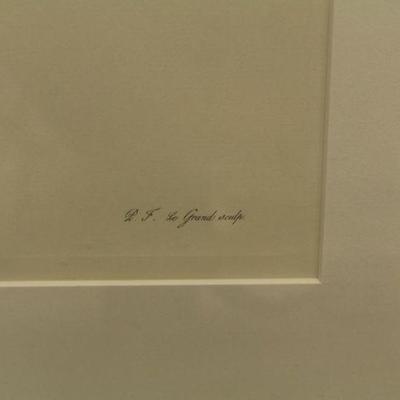 P. F. Le Grand sculp.